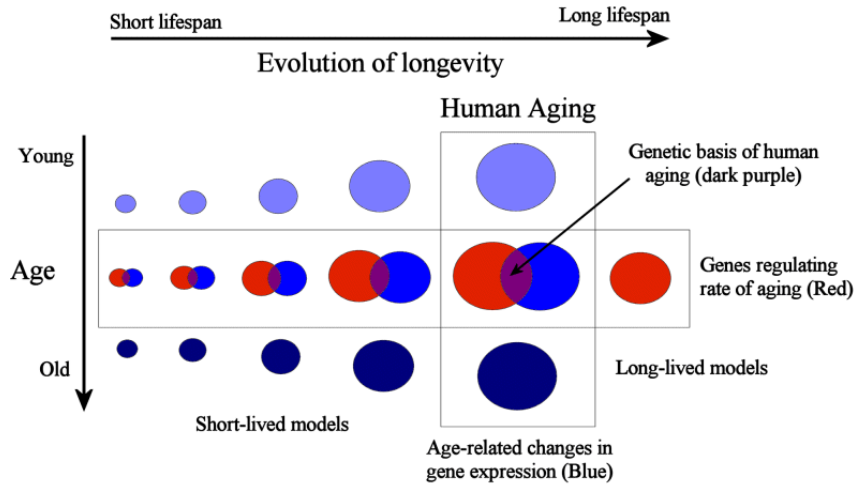 Short lifespan
Long lifespan
Evolution of longevity
Human Aging
Young
Genetic basis of human
aging (dark purple)
Age
Genes regulating
rate of aging (Red)
Old
Long-lived models
Short-lived models
Age-related changes in
gene expression (Blue)